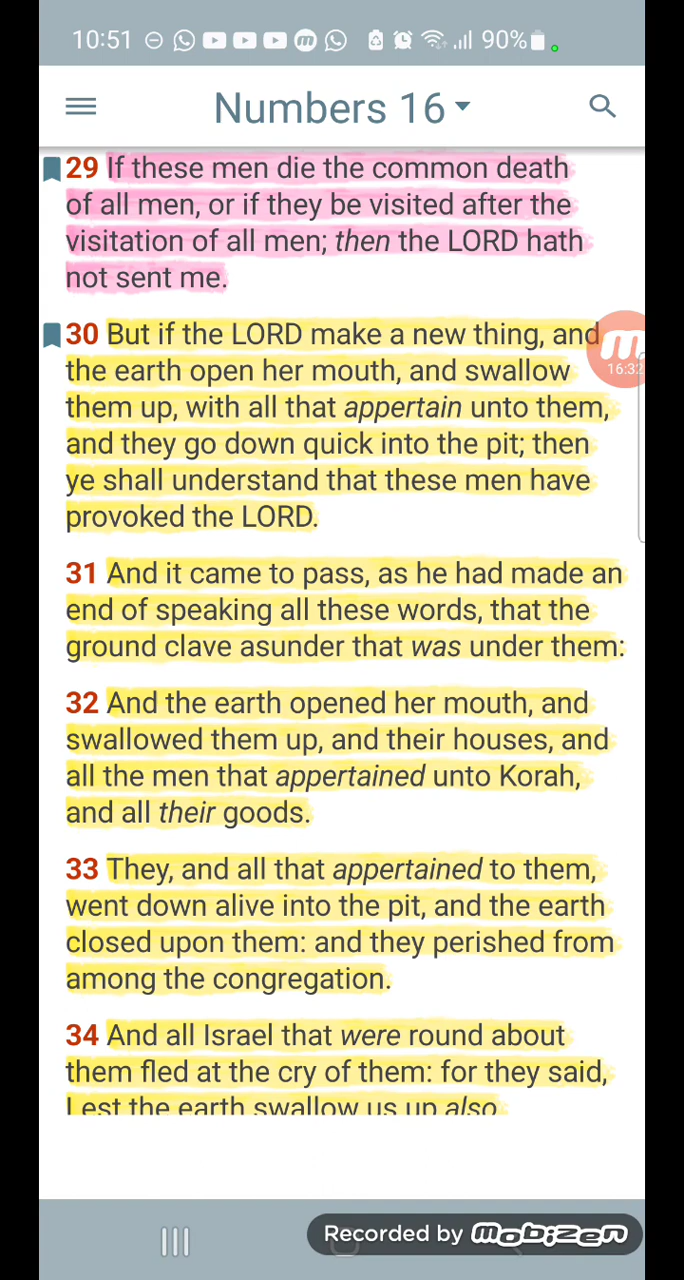 10:51 90%
Numbers 16
29 If these men die the common death
of all men, or if they be visited after the
visitation of all men; then the LORD hath
not sent me.
30 But if the LORD make a new thing, and
the earth open her mouth, and swallow
them up, with all that appertain unto them,
and they go down quick into the pit; then
ye shall understand that these men have
provoked the LORD.
16:32
31 And it came to pass, as he had made an
end of speaking all these words, that the
ground clave asunder that was under them:
32 And the earth opened her mouth, and
swallowed them up, and their houses, and
all the men that appertained unto Korah,
and all their goods.
33 They, and all that appertained to them,
went down alive into the pit, and the earth
closed upon them: and they perished from
among the congregation.
34 And all Israel that were round about
them fled at the cry of them: for they said,
Lest the earth swallow us up also
Recorded by mobizen